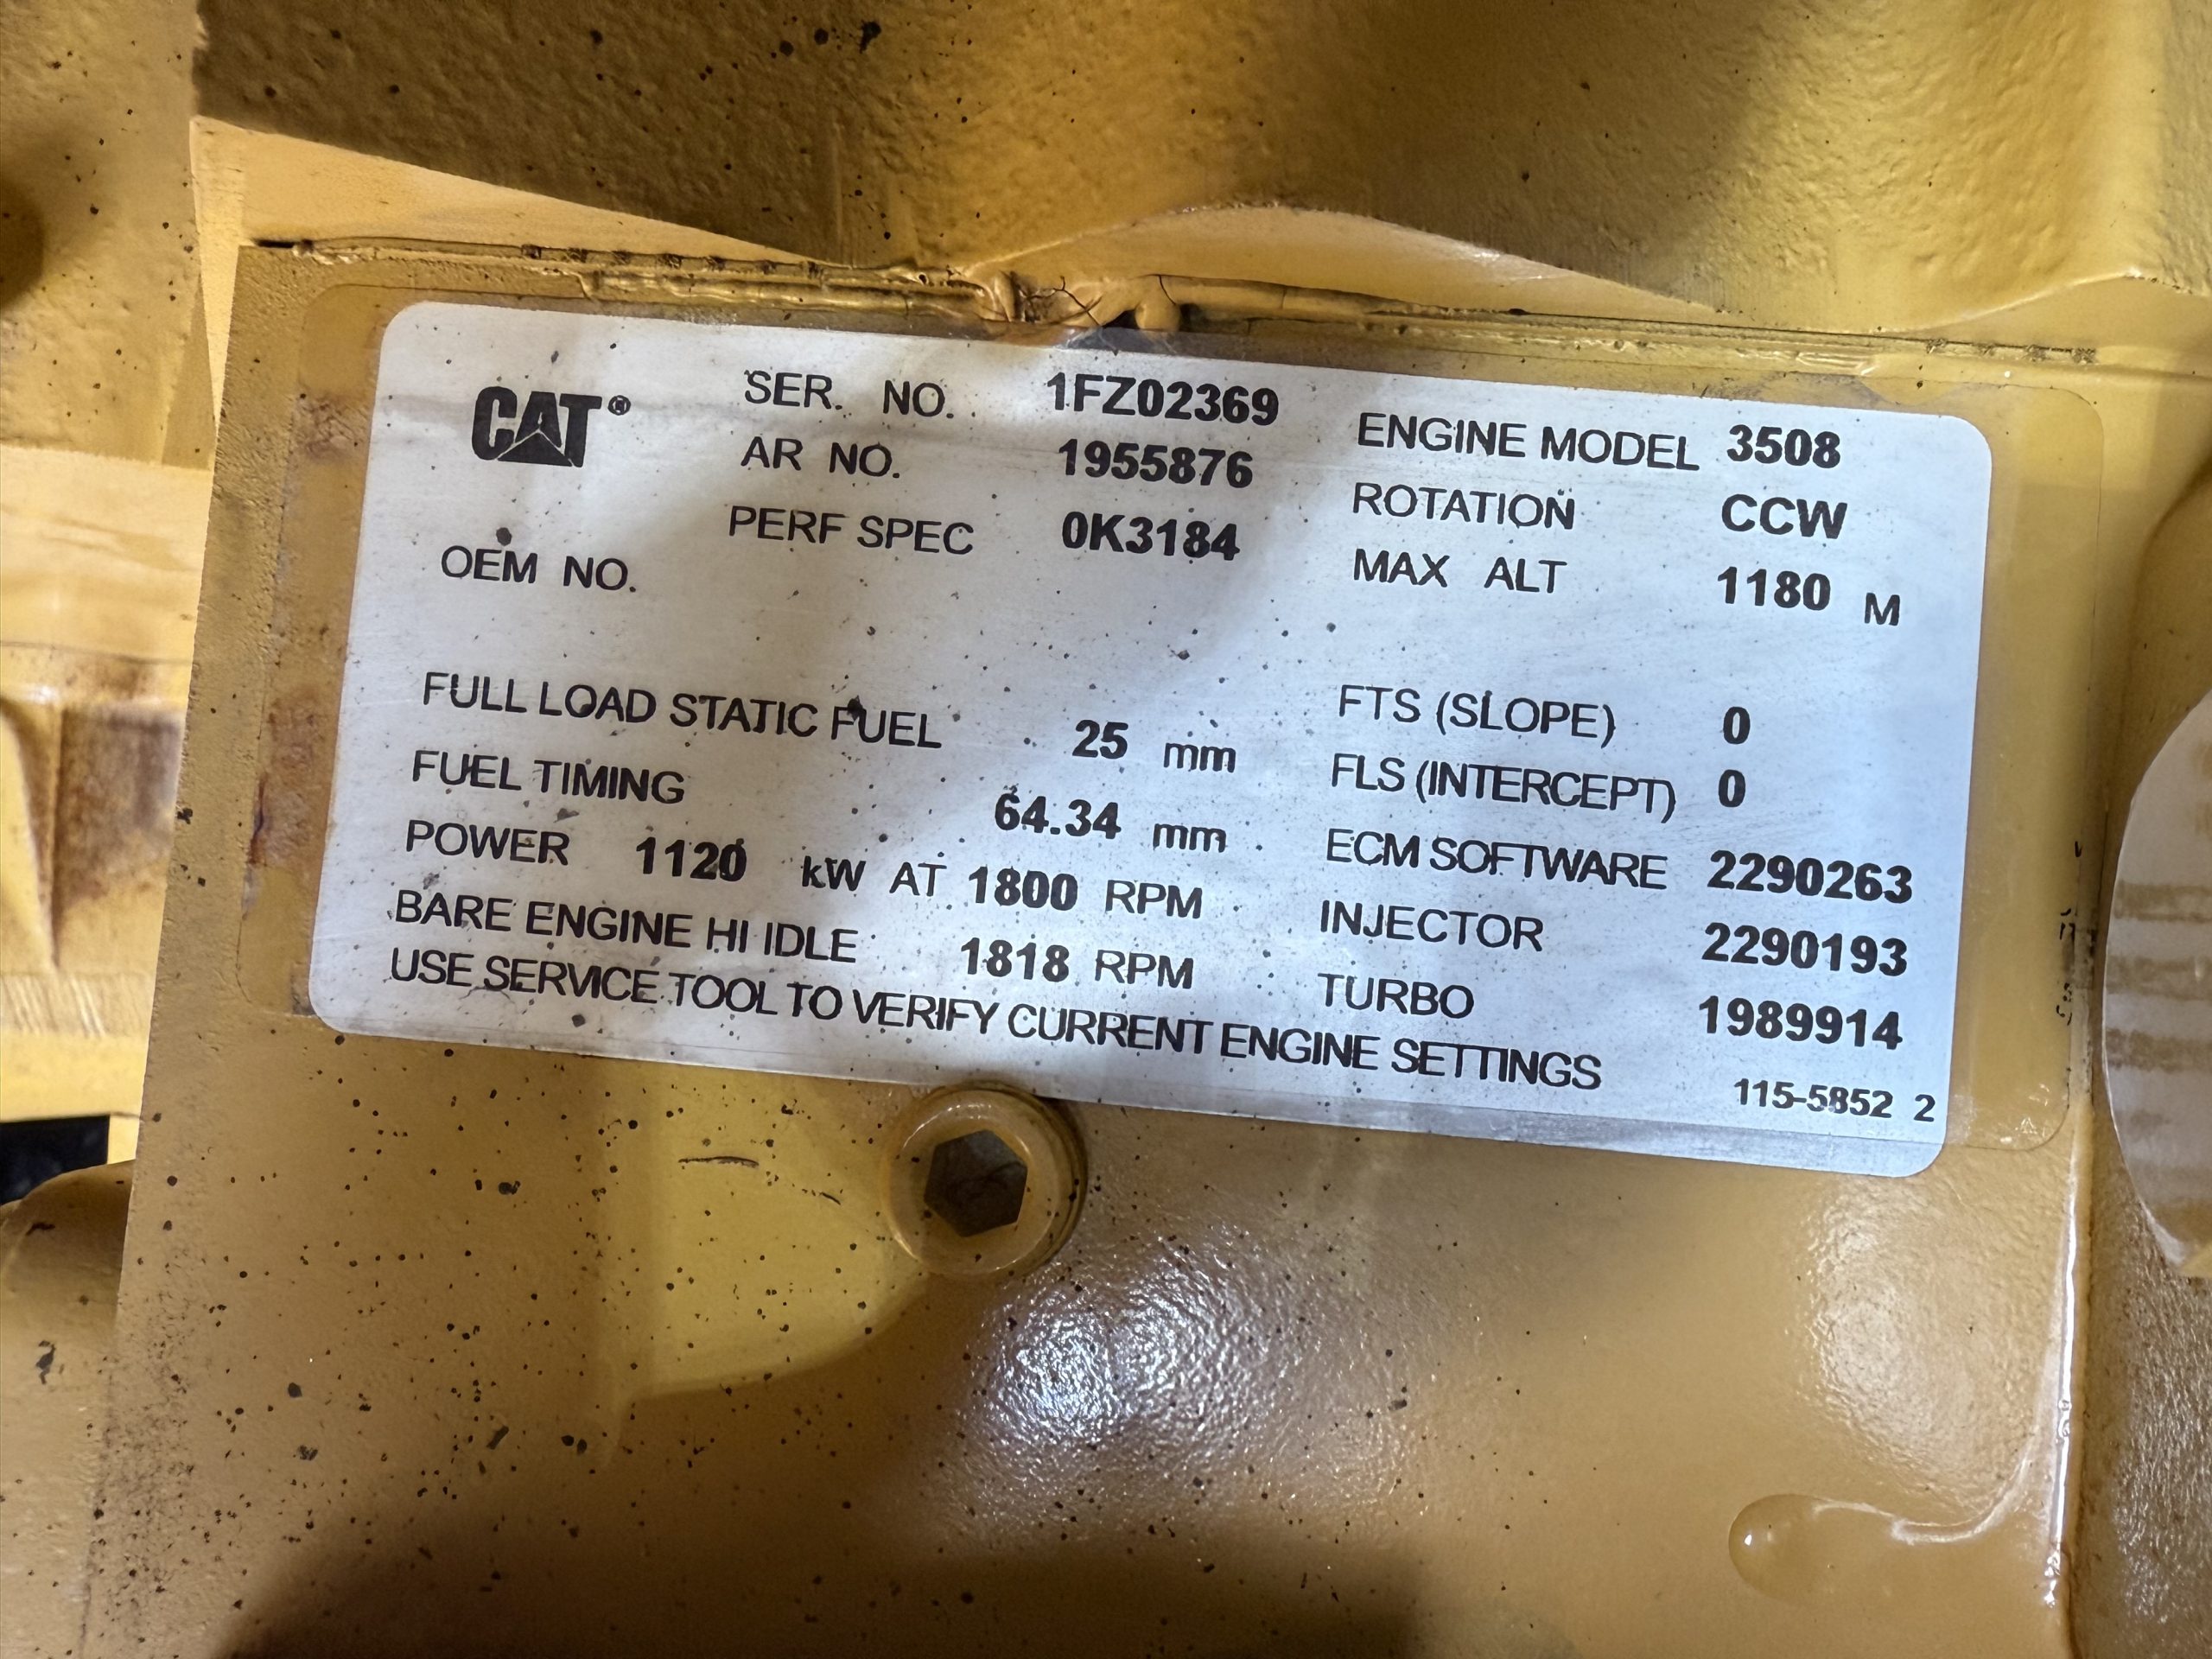 CAT®
SER. NO. 1FZ02369 ENGINE MODEL 3508
AR NO. 1955876 ROTATION CCW
PERF SPEC 0K3184 MAX ALT 1180 M
OEM NO.
FULL LOAD STATIC FUEL 25 mm FTS (SLOPE) 0
FUEL TIMING 64.34 mm FLS (INTERCEPT) 0
POWER 1120 kW AT 1800 RPM ECM SOFTWARE 2290263
BARE ENGINE HI IDLE 1818 RPM INJECTOR 2290193
TURBO 1989914
USE SERVICE TOOL TO VERIFY CURRENT ENGINE SETTINGS
115-5852 2